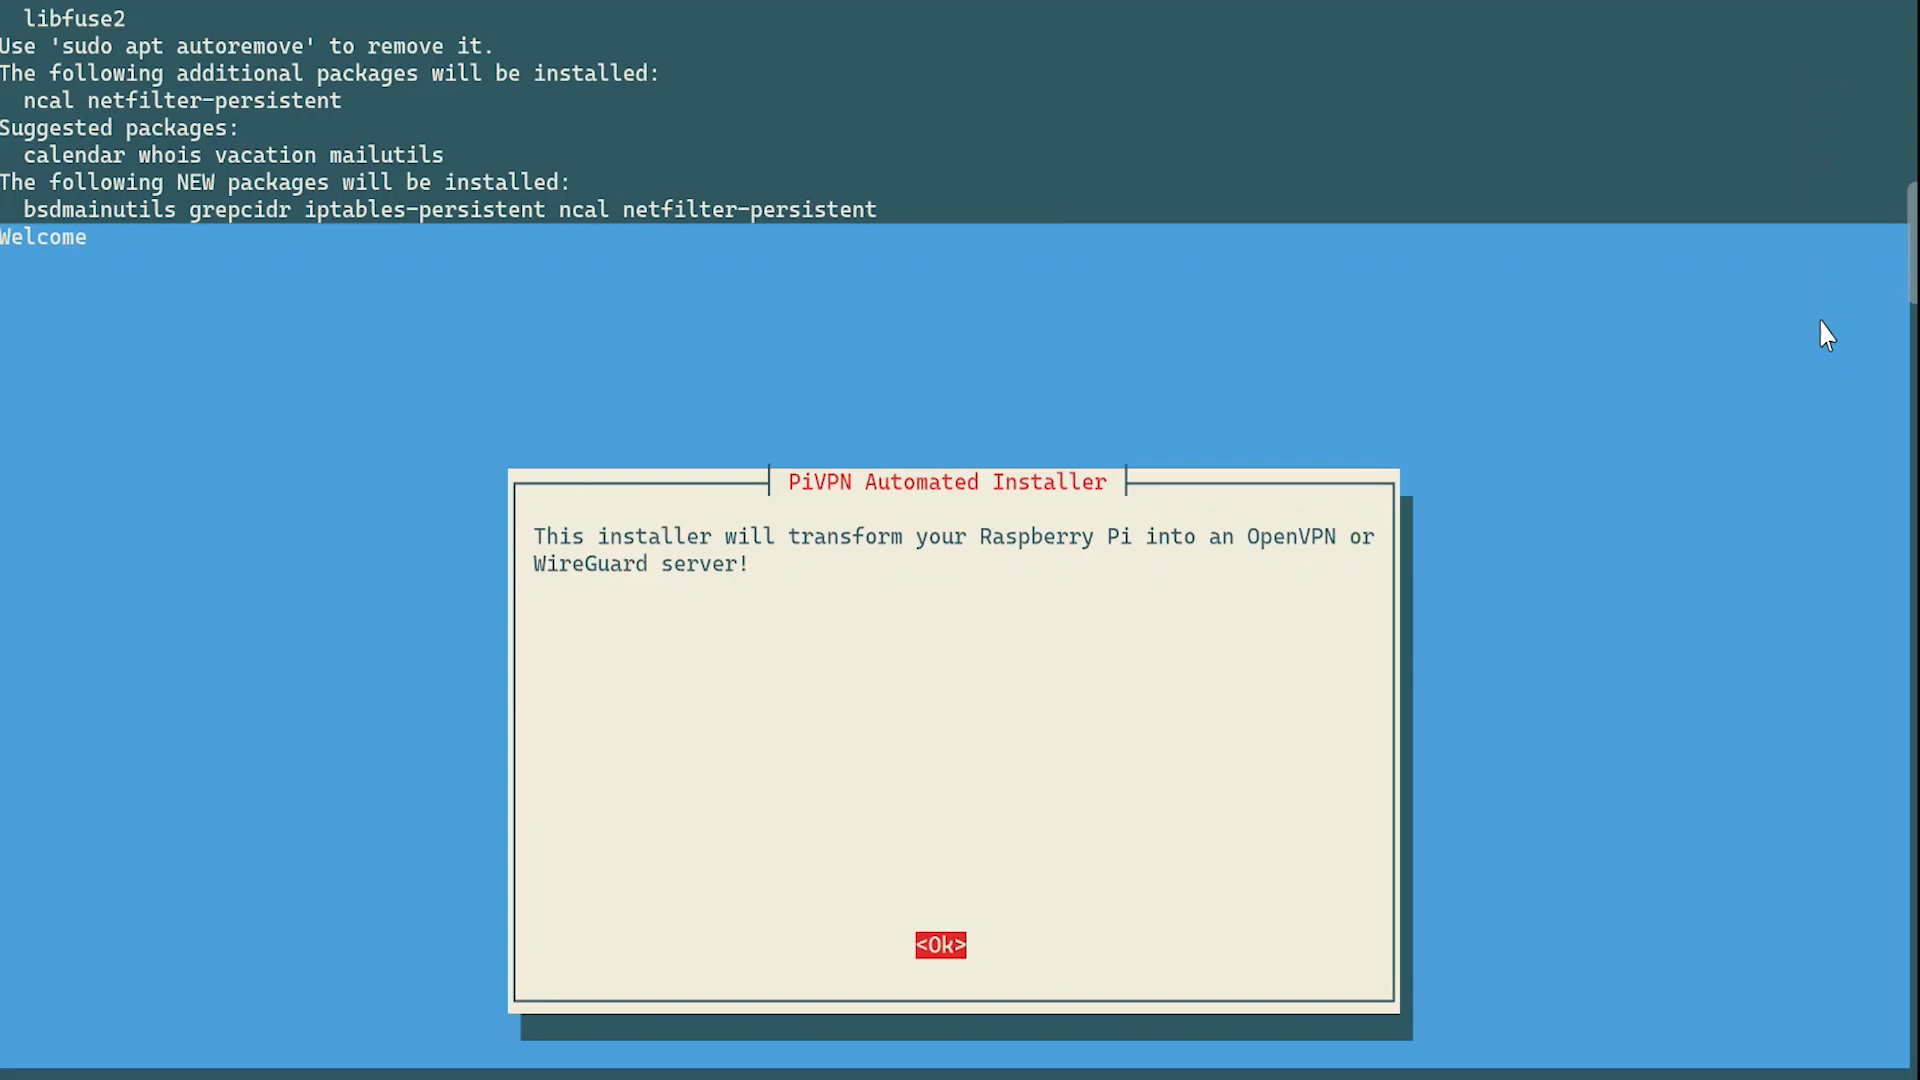 libfuse2
Use 'sudo apt autoremove' to remove it.
The following additional packages will be installed:
ncal netfilter-persistent
Suggested packages:
calendar whois vacation mailutils
The following NEW packages will be installed:
bsdmainutils grepcidr iptables-persistent ncal netfilter-persistent
Welcome
PiVPN Automated Installer
This installer will transform your Raspberry Pi into an OpenVPN or
WireGuard server!
<Ok>